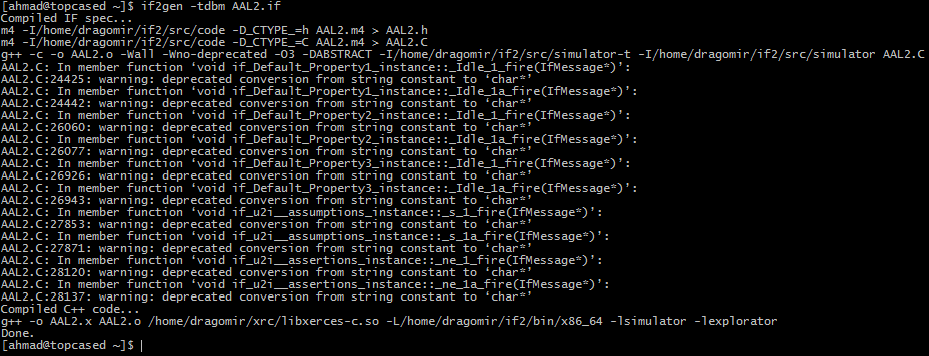 [ahmad@topcased ~]$ if2gen -tdbm AAL2.if
Compiled IF spec...
m4 -I/home/dragomir/if2/src/code -D_CTYPE_=h AAL2.m4 > AAL2.h
m4 -I/home/dragomir/if2/src/code -D_CTYPE_=C AAL2.m4 > AAL2.C
g++ -c -o AAL2.o -Wall -Wno-deprecated -O3 -DABSTRACT -I/home/dragomir/if2/src/simulator-t -I/home/dragomir/if2/src/simulator AAL2.C
AAL2.C: In member function ‘void if_Default_Property1_instance::_Idle_1_fire(IfMessage*)’:
AAL2.C:24425: warning: deprecated conversion from string constant to ‘char*’
AAL2.C: In member function ‘void if_Default_Property1_instance::_Idle_1a_fire(IfMessage*)’:
AAL2.C:24442: warning: deprecated conversion from string constant to ‘char*’
AAL2.C: In member function ‘void if_Default_Property2_instance::_Idle_1_fire(IfMessage*)’:
AAL2.C:26060: warning: deprecated conversion from string constant to ‘char*’
AAL2.C: In member function ‘void if_Default_Property2_instance::_Idle_1a_fire(IfMessage*)’:
AAL2.C:26077: warning: deprecated conversion from string constant to ‘char*’
AAL2.C: In member function ‘void if_Default_Property3_instance::_Idle_1_fire(IfMessage*)’:
AAL2.C:26926: warning: deprecated conversion from string constant to ‘char*’
AAL2.C: In member function ‘void if_Default_Property3_instance::_Idle_1a_fire(IfMessage*)’:
AAL2.C:26943: warning: deprecated conversion from string constant to ‘char*’
AAL2.C: In member function ‘void if_u2i__assumptions_instance::_s_1_fire(IfMessage*)’:
AAL2.C:27853: warning: deprecated conversion from string constant to ‘char*’
AAL2.C: In member function ‘void if_u2i__assumptions_instance::_s_1a_fire(IfMessage*)’:
AAL2.C:27871: warning: deprecated conversion from string constant to ‘char*’
AAL2.C: In member function ‘void if_u2i__assertions_instance::_ne_1_fire(IfMessage*)’:
AAL2.C:28120: warning: deprecated conversion from string constant to ‘char*’
AAL2.C: In member function ‘void if_u2i__assertions_instance::_ne_1a_fire(IfMessage*)’:
AAL2.C:28137: warning: deprecated conversion from string constant to ‘char*’
Compiled C++ code...
g++ -o AAL2.x AAL2.o /home/dragomir/xrc/libxerces-c.so -L/home/dragomir/if2/bin/x86_64 -lsimulator -lexplorator
Done.
[ahmad@topcased ~]$